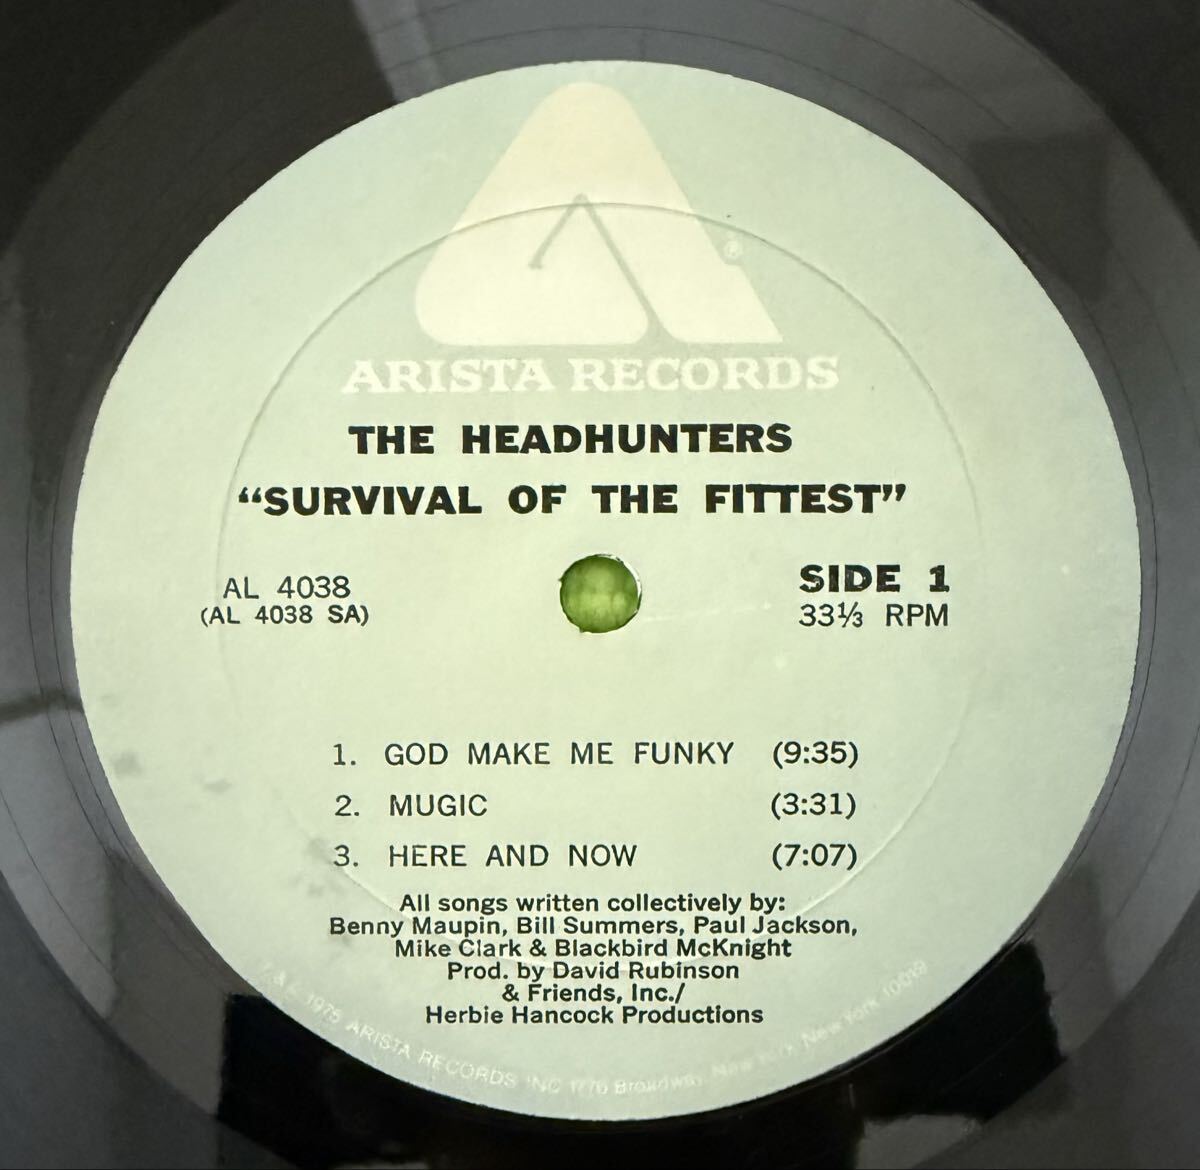 ®
ARISTA RECORDS
THE HEADHUNTERS
“SURVIVAL OF THE FITTEST”
AL 4038
(AL 4038 SA)
SIDE 1
33⅓ RPM
1. GOD MAKE ME FUNKY (9:35)
2. MUGIC (3:31)
3. HERE AND NOW (7:07)
All songs written collectively by:
Benny Maupin, Bill Summers, Paul Jackson,
Mike Clark & Blackbird McKnight
Prod. by David Rubinson
& Friends, Inc./
Herbie Hancock Productions
1975 ARISTA RECORDS INC 1776 Broadway, New York, New York 10019